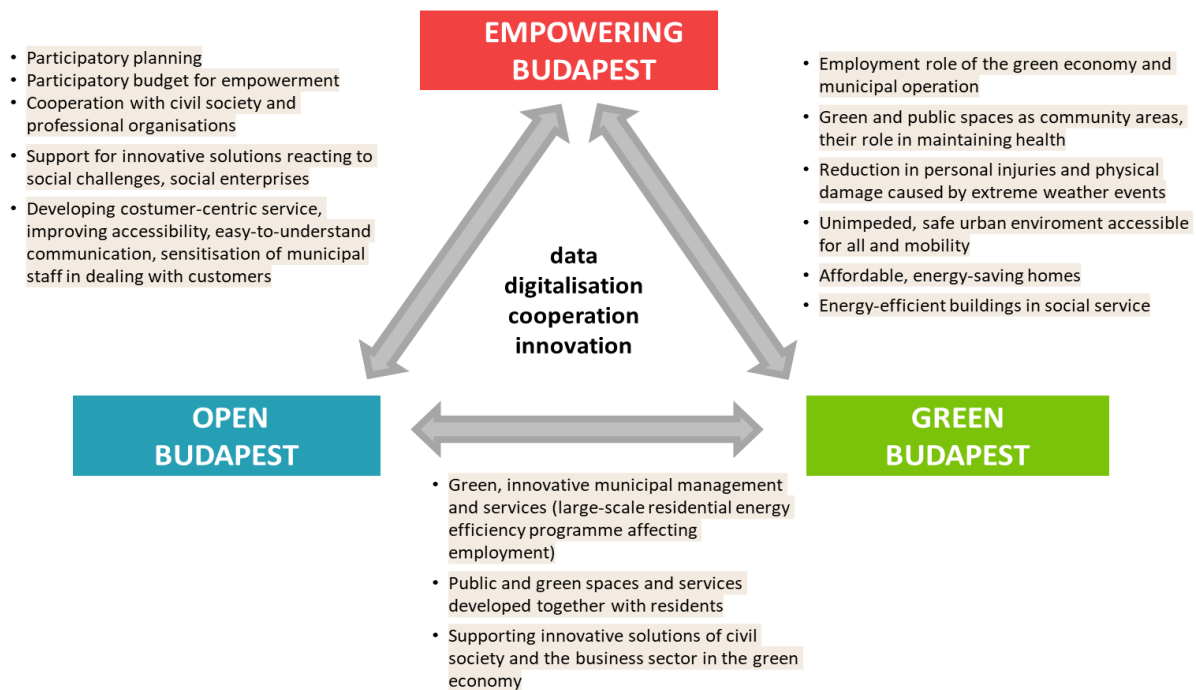 EMPOWERING
BUDAPEST
• Participatory planning
• Participatory budget for empowerment
• Cooperation with civil society and
professional organisations
• Support for innovative solutions reacting to
social challenges, social enterprises
• Developing costumer-centric service,
improving accessibility, easy-to-understand
communication, sensitisation of municipal
staff in dealing with customers
• Employment role of the green economy and
municipal operation
• Green and public spaces as community areas,
their role in maintaining health
• Reduction in personal injuries and physical
damage caused by extreme weather events
• Unimpeded, safe urban enviroment accessible
for all and mobility
• Affordable, energy-saving homes
• Energy-efficient buildings in social service
data
digitalisation
cooperation
innovation
OPEN
BUDAPEST
GREEN
BUDAPEST
• Green, innovative municipal management
and services (large-scale residential energy
efficiency programme affecting
employment)
• Public and green spaces and services
developed together with residents
• Supporting innovative solutions of civil
society and the business sector in the green
economy